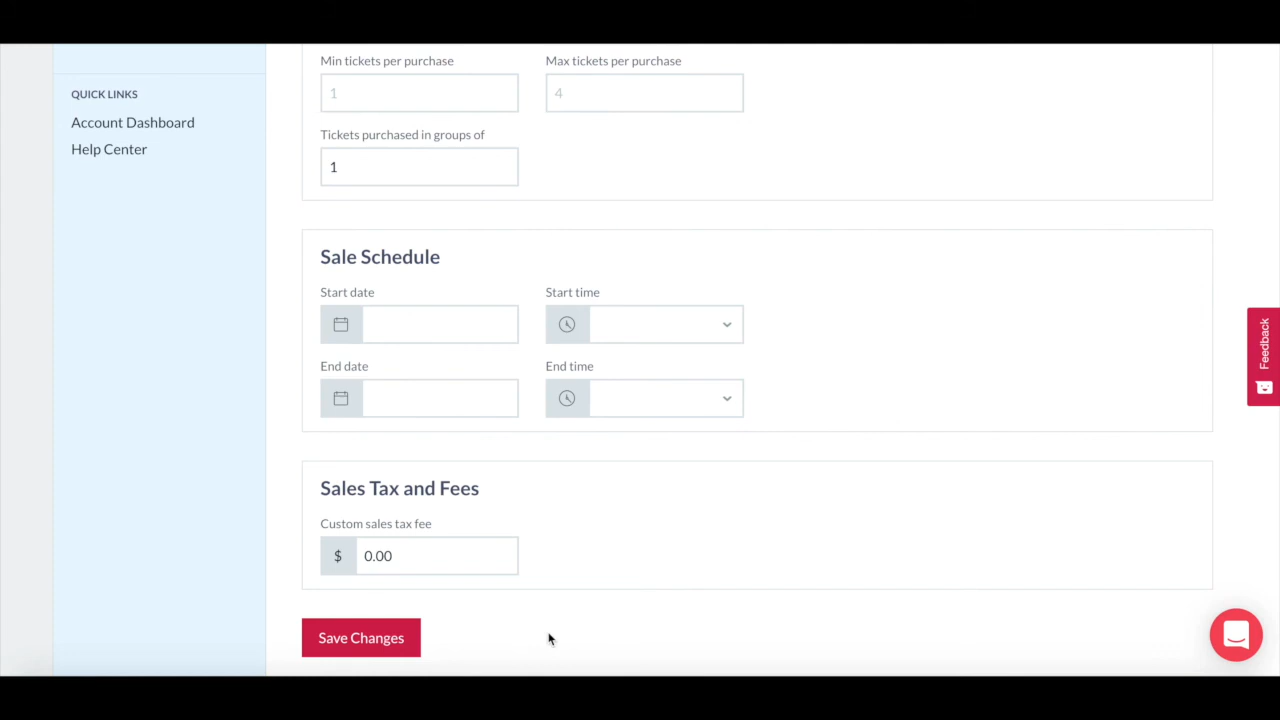 QUICK LINKS
Account Dashboard
Help Center
Min tickets per purchase
Max tickets per purchase
1
4
Tickets purchased in groups of
1
Sale Schedule
Start date
Start time
End date
End time
Sales Tax and Fees
Custom sales tax fee
$ 0.00
Save Changes
Feedback